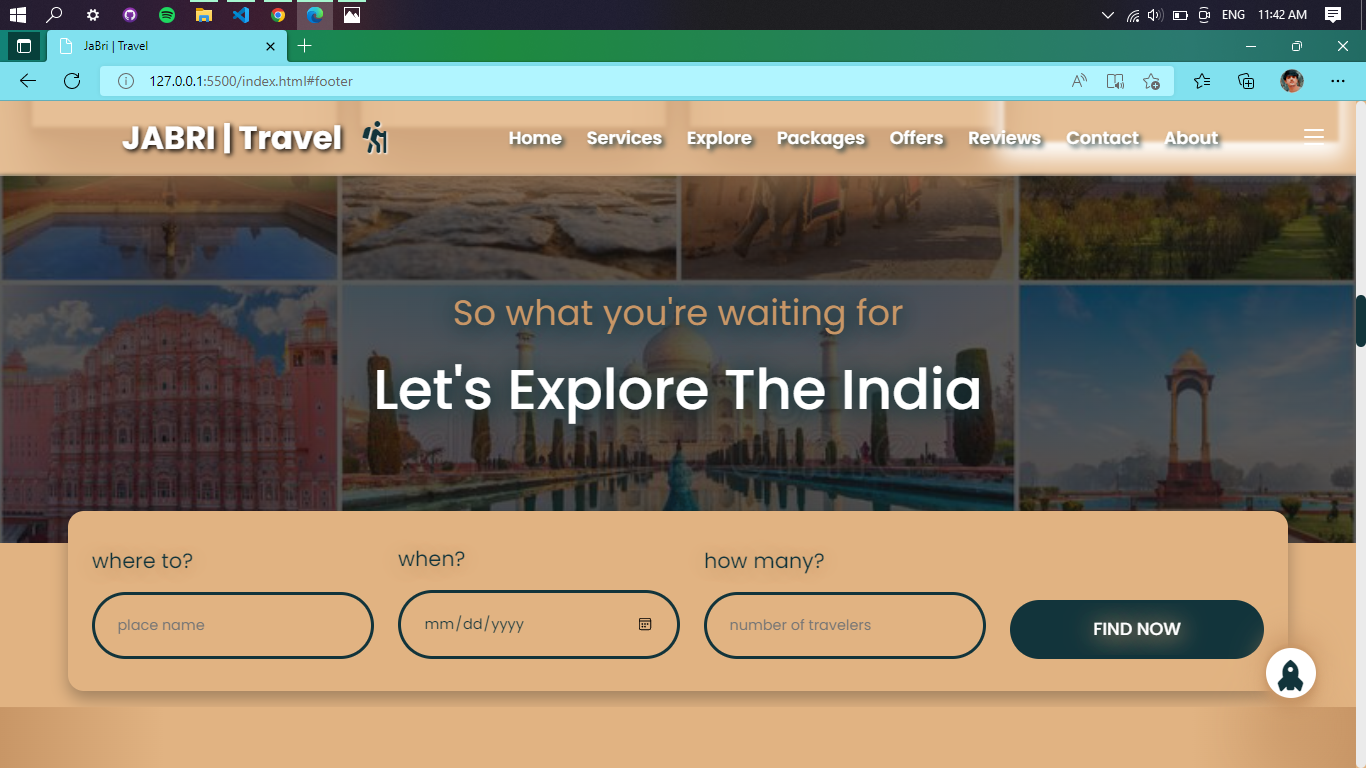 ENG 11:42 AM
JaBri | Travel
127.0.0.1:5500/index.html#footer
JABRI | Travel Home Services Explore Packages Offers Reviews Contact About
So what you're waiting for
Let's Explore The India
where to? when? how many?
place name mm/dd/yyyy number of travelers FIND NOW